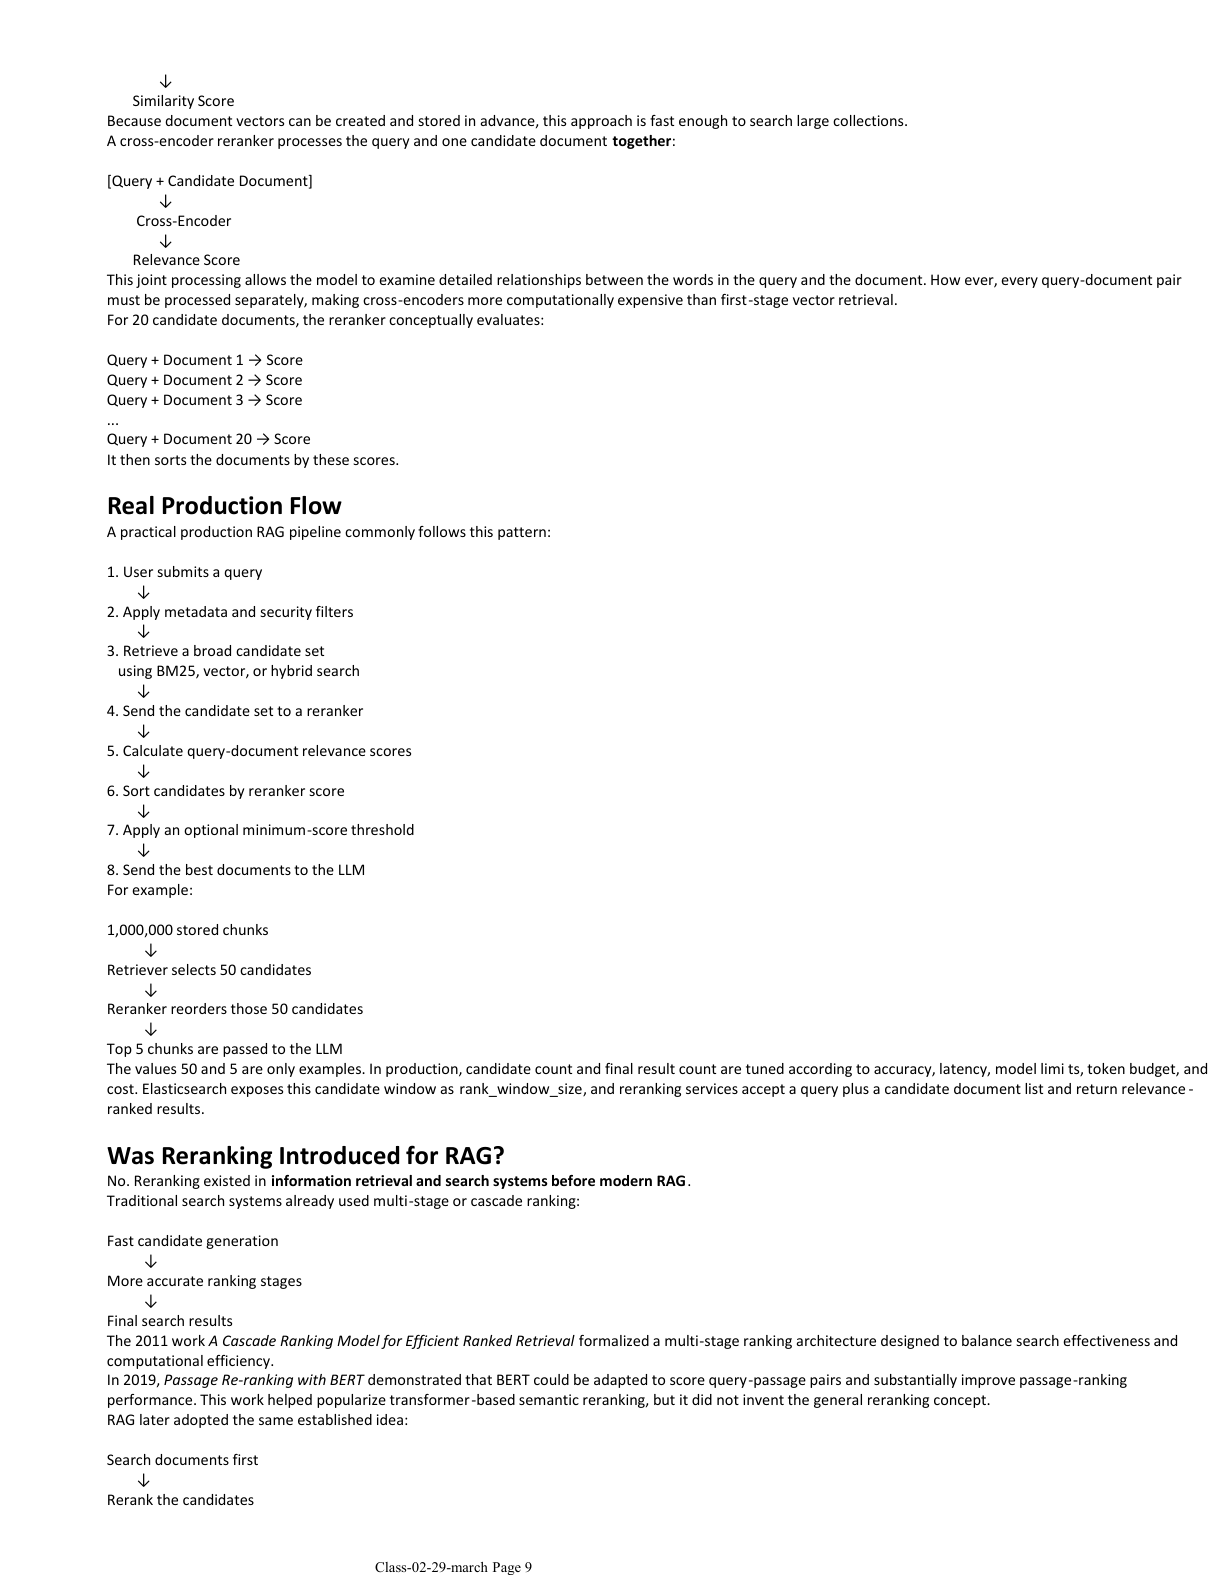 ↓
Similarity Score
Because document vectors can be created and stored in advance, this approach is fast enough to search large collections.
A cross-encoder reranker processes the query and one candidate document together:
[Query + Candidate Document]
↓
Cross-Encoder
↓
Relevance Score
This joint processing allows the model to examine detailed relationships between the words in the query and the document. How ever, every query-document pair
must be processed separately, making cross-encoders more computationally expensive than first-stage vector retrieval.
For 20 candidate documents, the reranker conceptually evaluates:
Query + Document 1 → Score
Query + Document 2 → Score
Query + Document 3 → Score
...
Query + Document 20 → Score
It then sorts the documents by these scores.
Real Production Flow
A practical production RAG pipeline commonly follows this pattern:
1. User submits a query
↓
2. Apply metadata and security filters
↓
3. Retrieve a broad candidate set
using BM25, vector, or hybrid search
↓
4. Send the candidate set to a reranker
↓
5. Calculate query-document relevance scores
↓
6. Sort candidates by reranker score
↓
7. Apply an optional minimum-score threshold
↓
8. Send the best documents to the LLM
For example:
1,000,000 stored chunks
↓
Retriever selects 50 candidates
↓
Reranker reorders those 50 candidates
↓
Top 5 chunks are passed to the LLM
The values 50 and 5 are only examples. In production, candidate count and final result count are tuned according to accuracy, latency, model limi ts, token budget, and
cost. Elasticsearch exposes this candidate window as rank_window_size, and reranking services accept a query plus a candidate document list and return relevance-
ranked results.
Was Reranking Introduced for RAG?
No. Reranking existed in information retrieval and search systems before modern RAG.
Traditional search systems already used multi-stage or cascade ranking:
Fast candidate generation
↓
More accurate ranking stages
↓
Final search results
The 2011 work A Cascade Ranking Model for Efficient Ranked Retrieval formalized a multi-stage ranking architecture designed to balance search effectiveness and
computational efficiency.
In 2019, Passage Re-ranking with BERT demonstrated that BERT could be adapted to score query-passage pairs and substantially improve passage-ranking
performance. This work helped popularize transformer-based semantic reranking, but it did not invent the general reranking concept.
RAG later adopted the same established idea:
Search documents first
↓
Rerank the candidates
Class-02-29-march Page 9